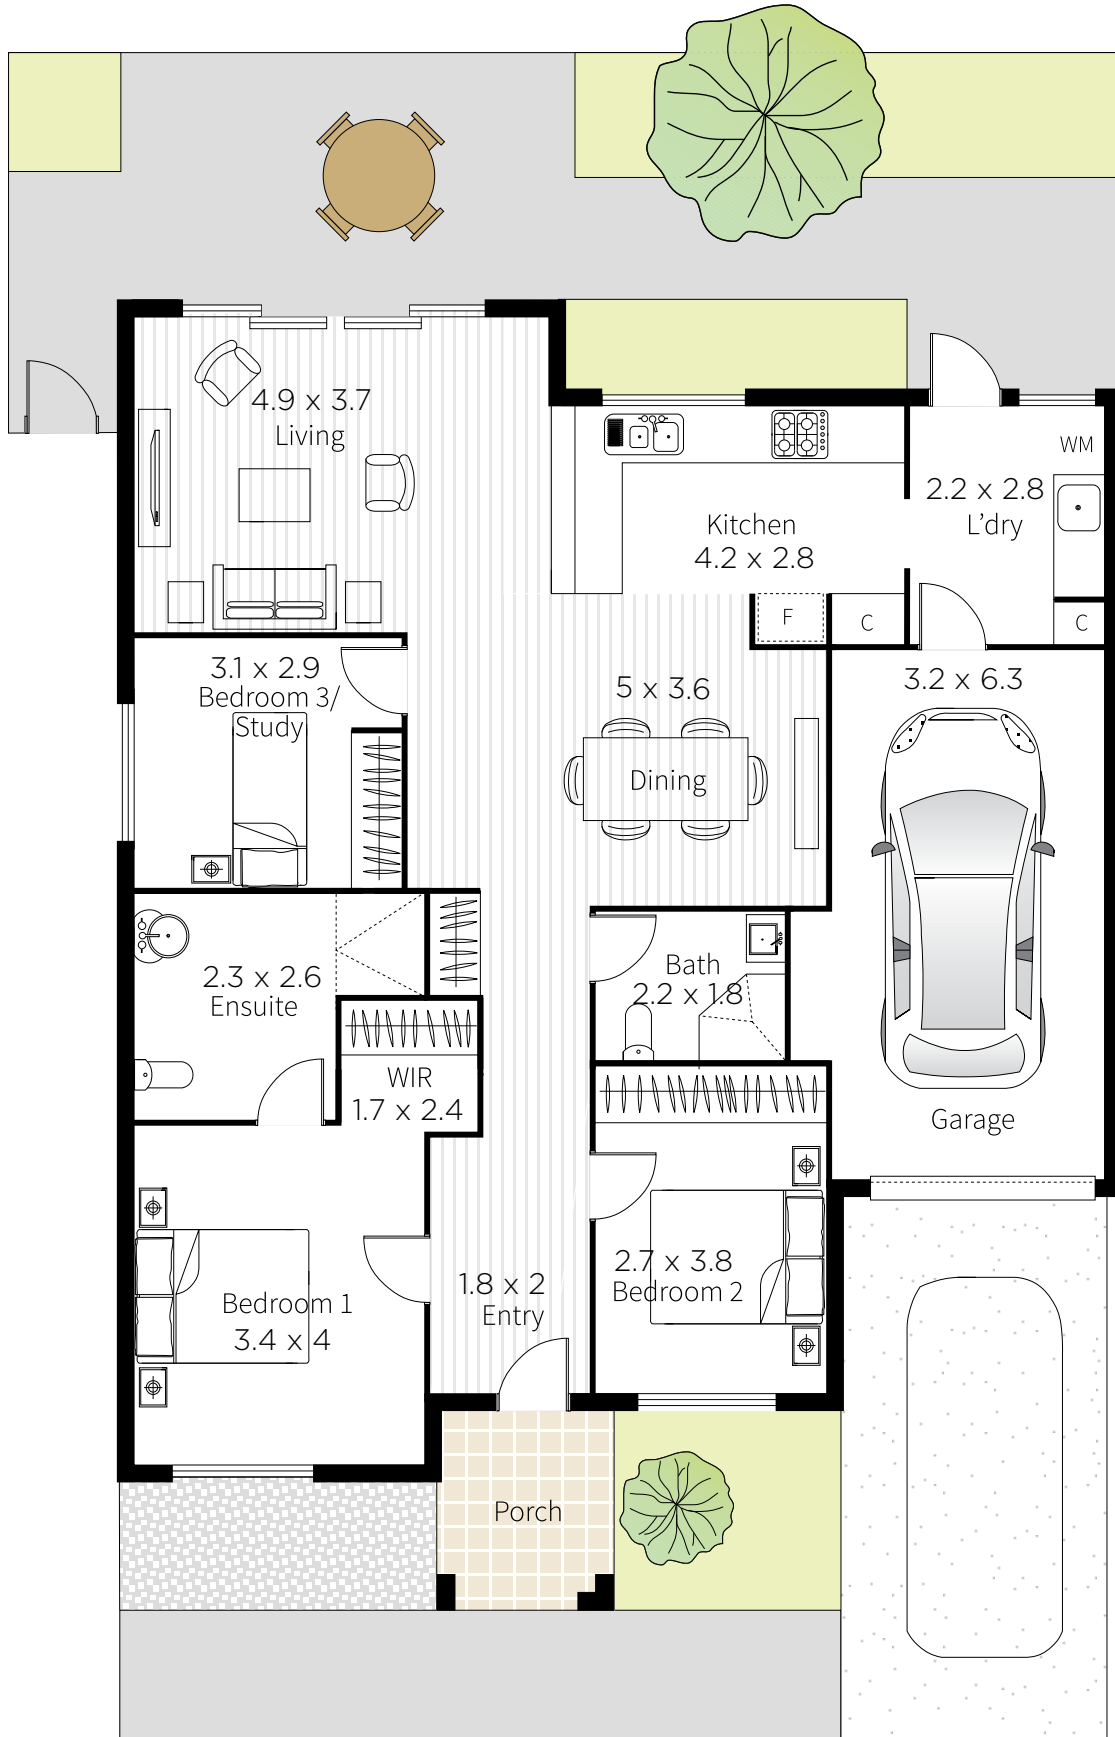 4.9 x 3.7
Living
WM
2.2 x 2.8
L'dry
Kitchen
4.2 x 2.8
F
C
C
3.1 x 2.9
Bedroom 3/
Study
5 x 3.6
Dining
3.2 x 6.3
Garage
2.3 x 2.6
Ensuite
Bath
2.2 x 1.8
WIR
1.7 x 2.4
Bedroom 1
3.4 x 4
1.8 x 2
Entry
2.7 x 3.8
Bedroom 2
Porch